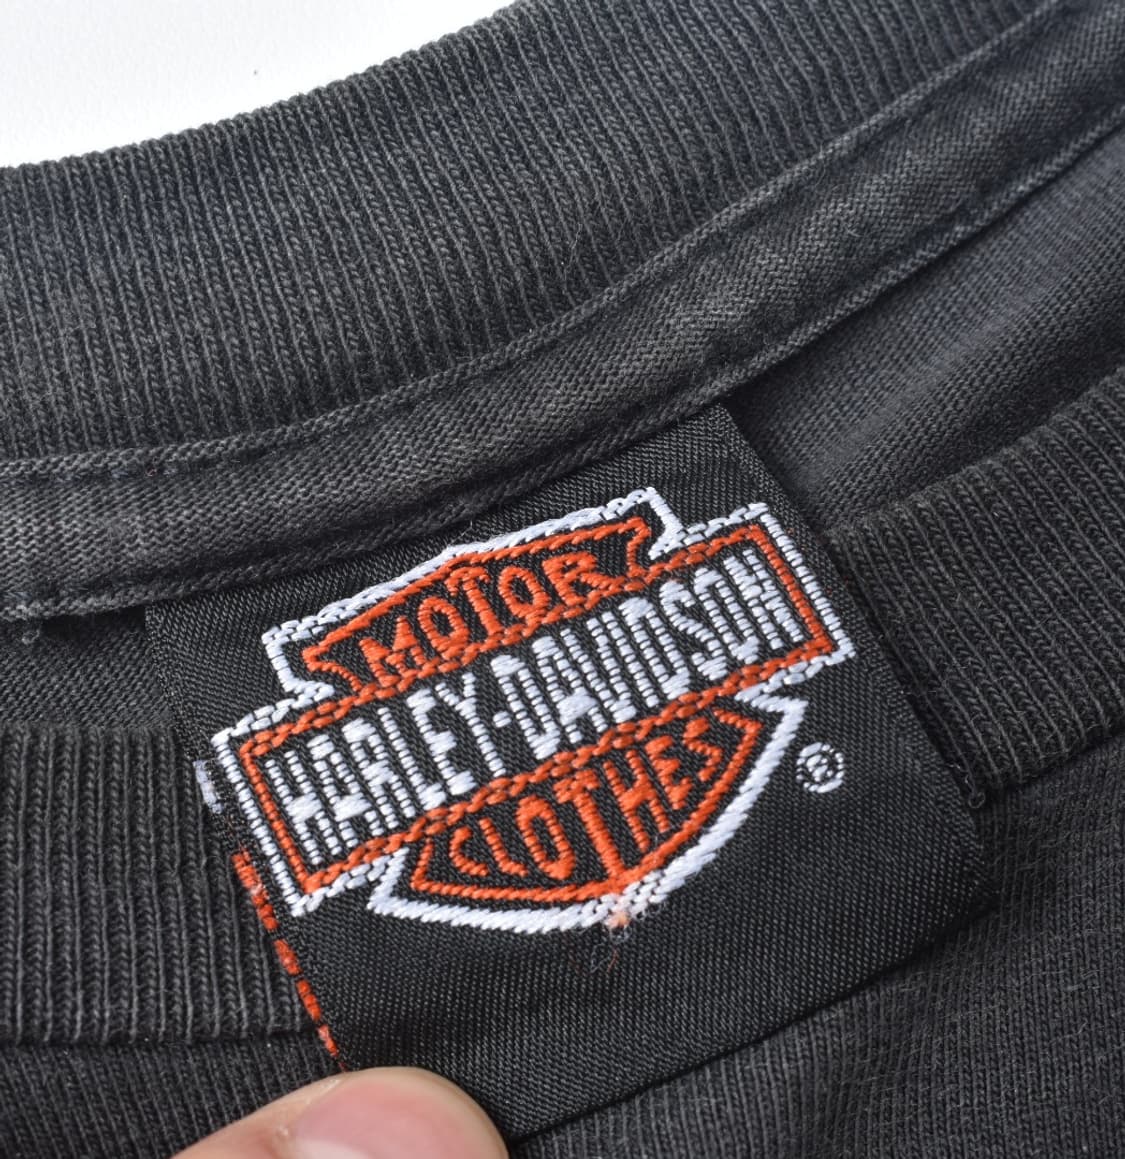 MOTOR
HARLEY-DAVIDSON
CLOTHES
®